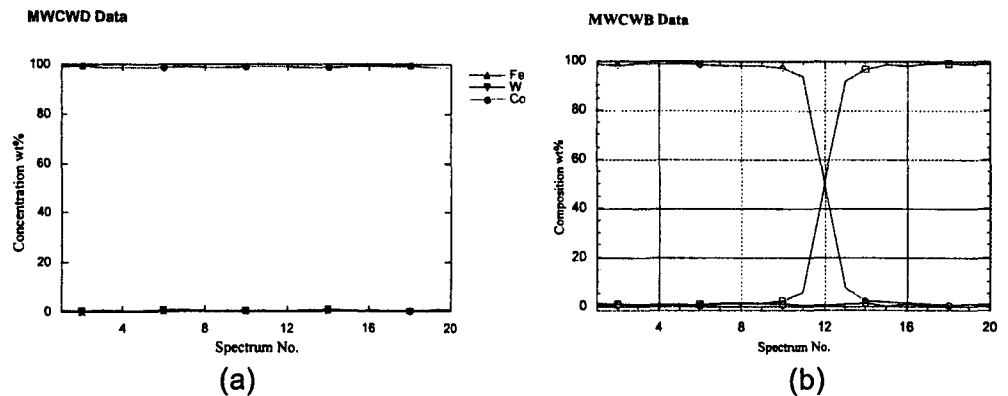 MWCWD Data
100
80
60
40
20
0
Concentration wt%
4 8 12 16 20
Spectrum No.
Fe
W
Co
(a)
MWCWB Data
100
80
60
40
20
0
Composition wt%
4 8 12 16 20
Spectrum No.
(b)